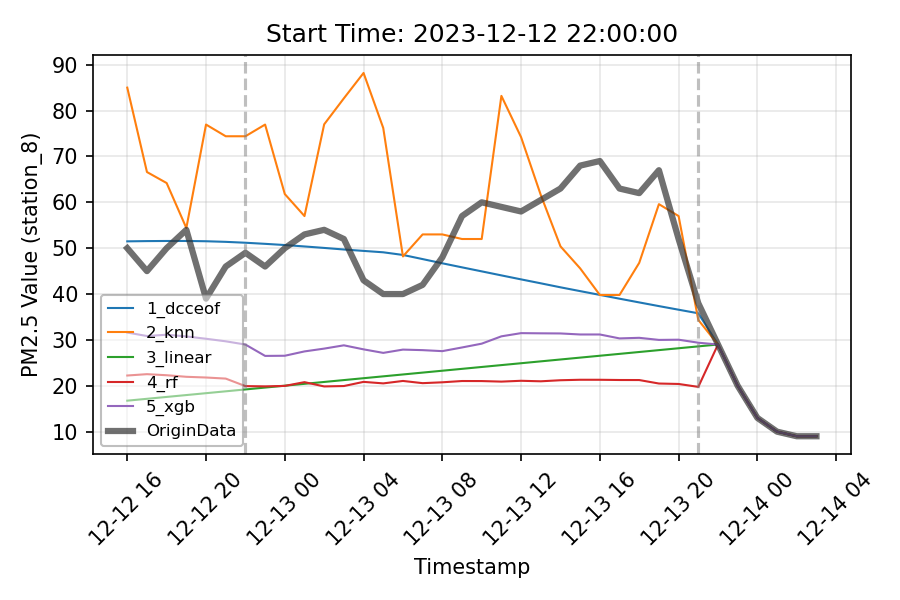 Start Time: 2023-12-12 22:00:00
PM2.5 Value (station_8)
90
80
70
60
50
40
30
20
10
1_dcceof
2_knn
3_linear
4_rf
5_xgb
OriginData
12-12 16
12-12 20
12-13 00
12-13 04
12-13 08
12-13 12
12-13 16
12-13 20
12-14 00
12-14 04
Timestamp